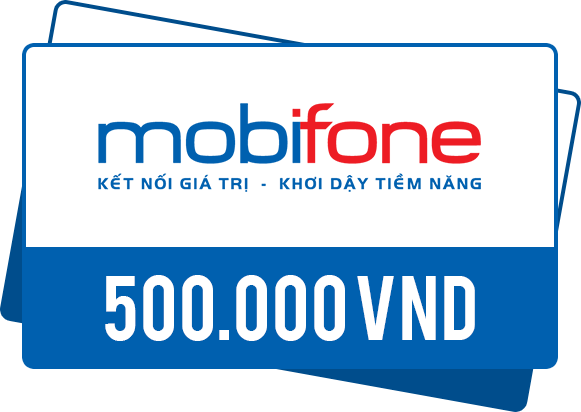 mobifone
KẾT NỐI GIÁ TRỊ - KHƠI DẬY TIỀM NĂNG
500.000 VND